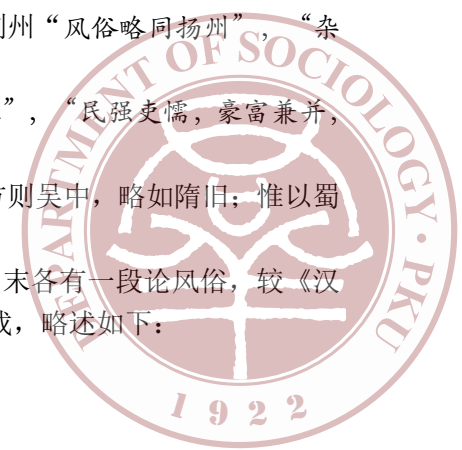 州“风俗略同扬州”，“杂
”，“民强吏懦，豪富兼并，
则吴中，略如隋旧；惟以蜀
末各有一段论风俗，较《汉
，略述如下：
DEPARTMENT OF SOCIOLOGY · PKU
1922